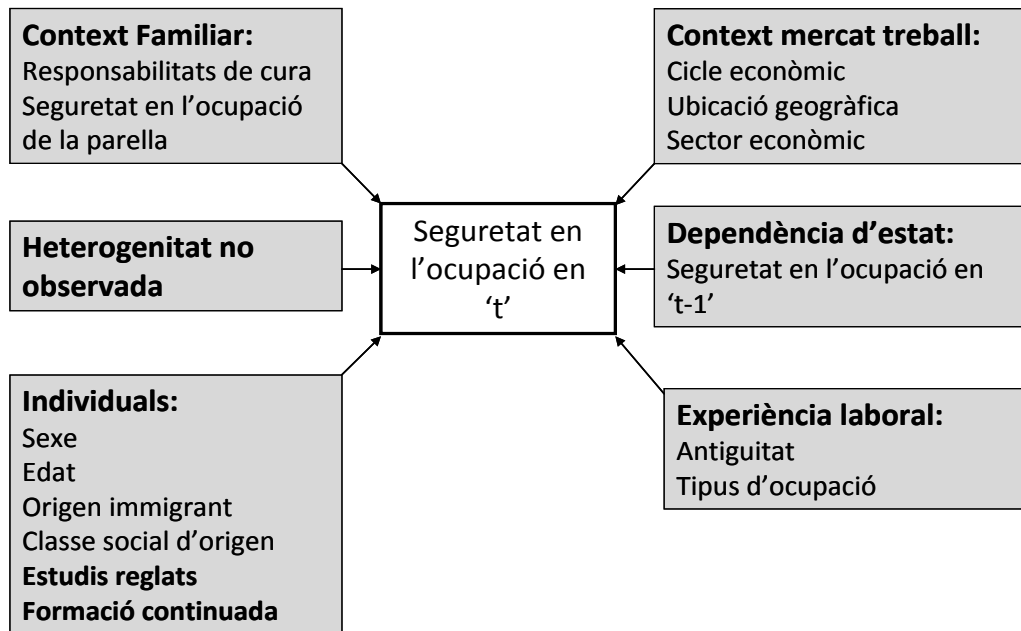 Context Familiar:
Responsabilitats de cura
Seguretat en l’ocupació
de la parella
Context mercat treball:
Cicle econòmic
Ubicació geogràfica
Sector econòmic
Heterogenitat no
observada
Seguretat en
l’ocupació en
‘t’
Dependència d’estat:
Seguretat en l’ocupació en
‘t-1’
Individuals:
Sexe
Edat
Origen immigrant
Classe social d’origen
Estudis reglats
Formació continuada
Experiència laboral:
Antiguitat
Tipus d’ocupació